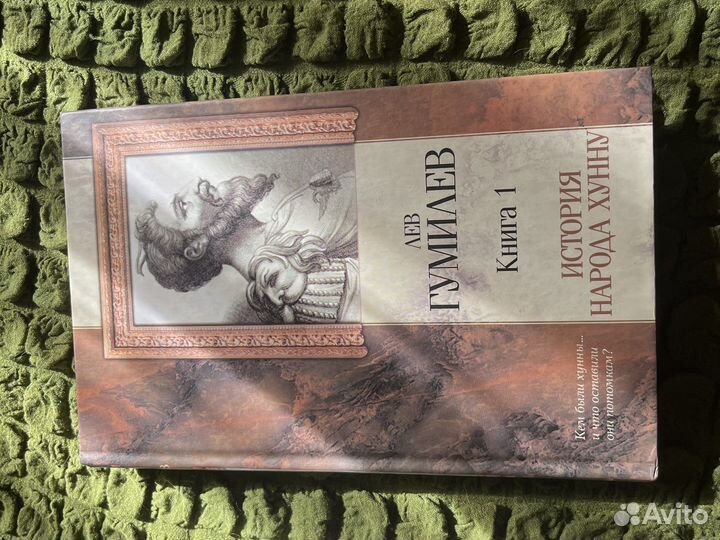 ЛЕВ
ГУМИЛЕВ
Книга 1
ИСТОРИЯ
НАРОДА ХУННУ
Кем были хунны...
и что оставили
они потомкам?
Avito